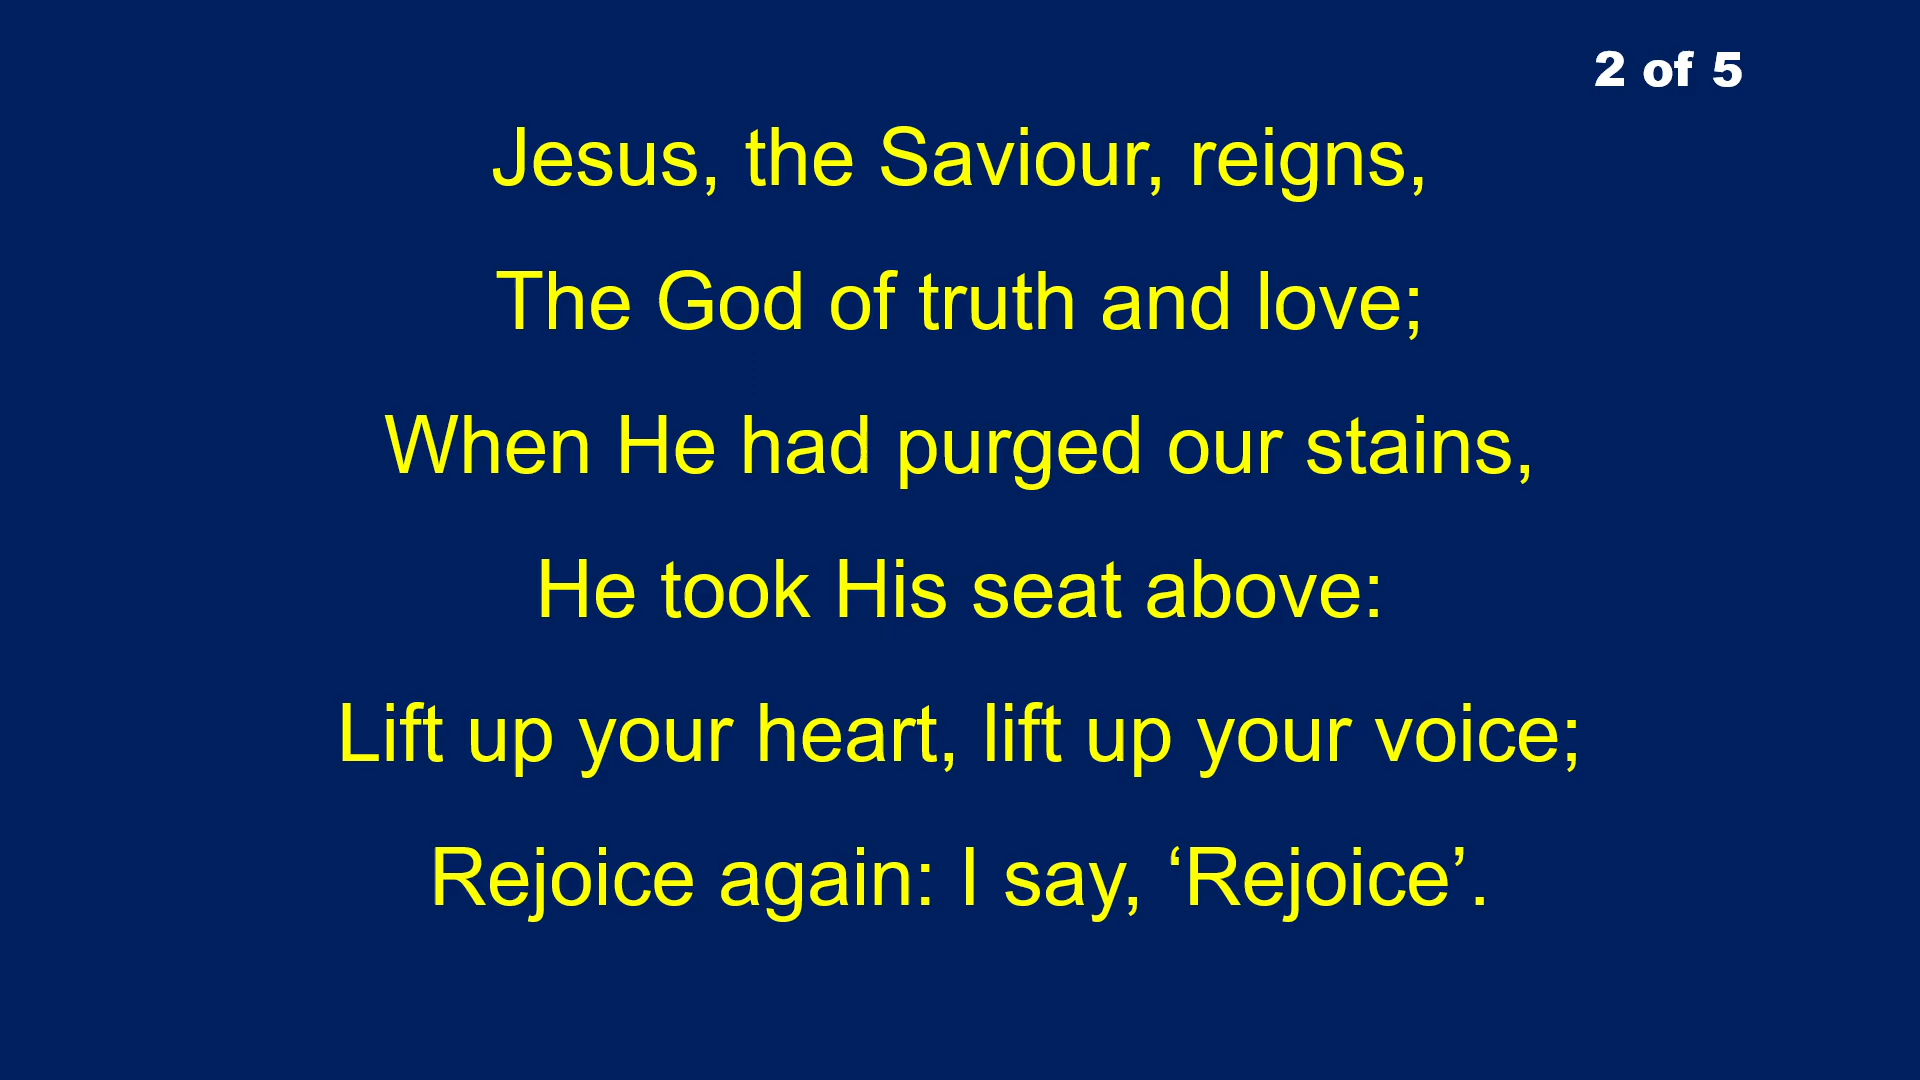 2 of 5
Jesus, the Saviour, reigns,
The God of truth and love;
When He had purged our stains,
He took His seat above:
Lift up your heart, lift up your voice;
Rejoice again: I say, ‘Rejoice’.